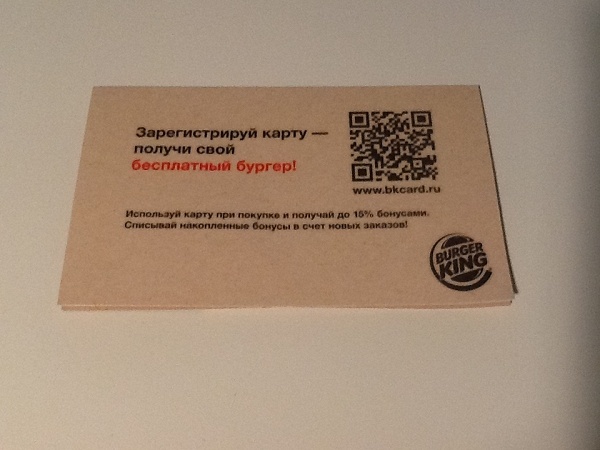 Зарегистрируй карту —
получи свой
бесплатный бургер!
www.bkcard.ru
Используй карту при покупке и получай до 15% бонусами.
Списывай накопленные бонусы в счет новых заказов!
BURGER
KING